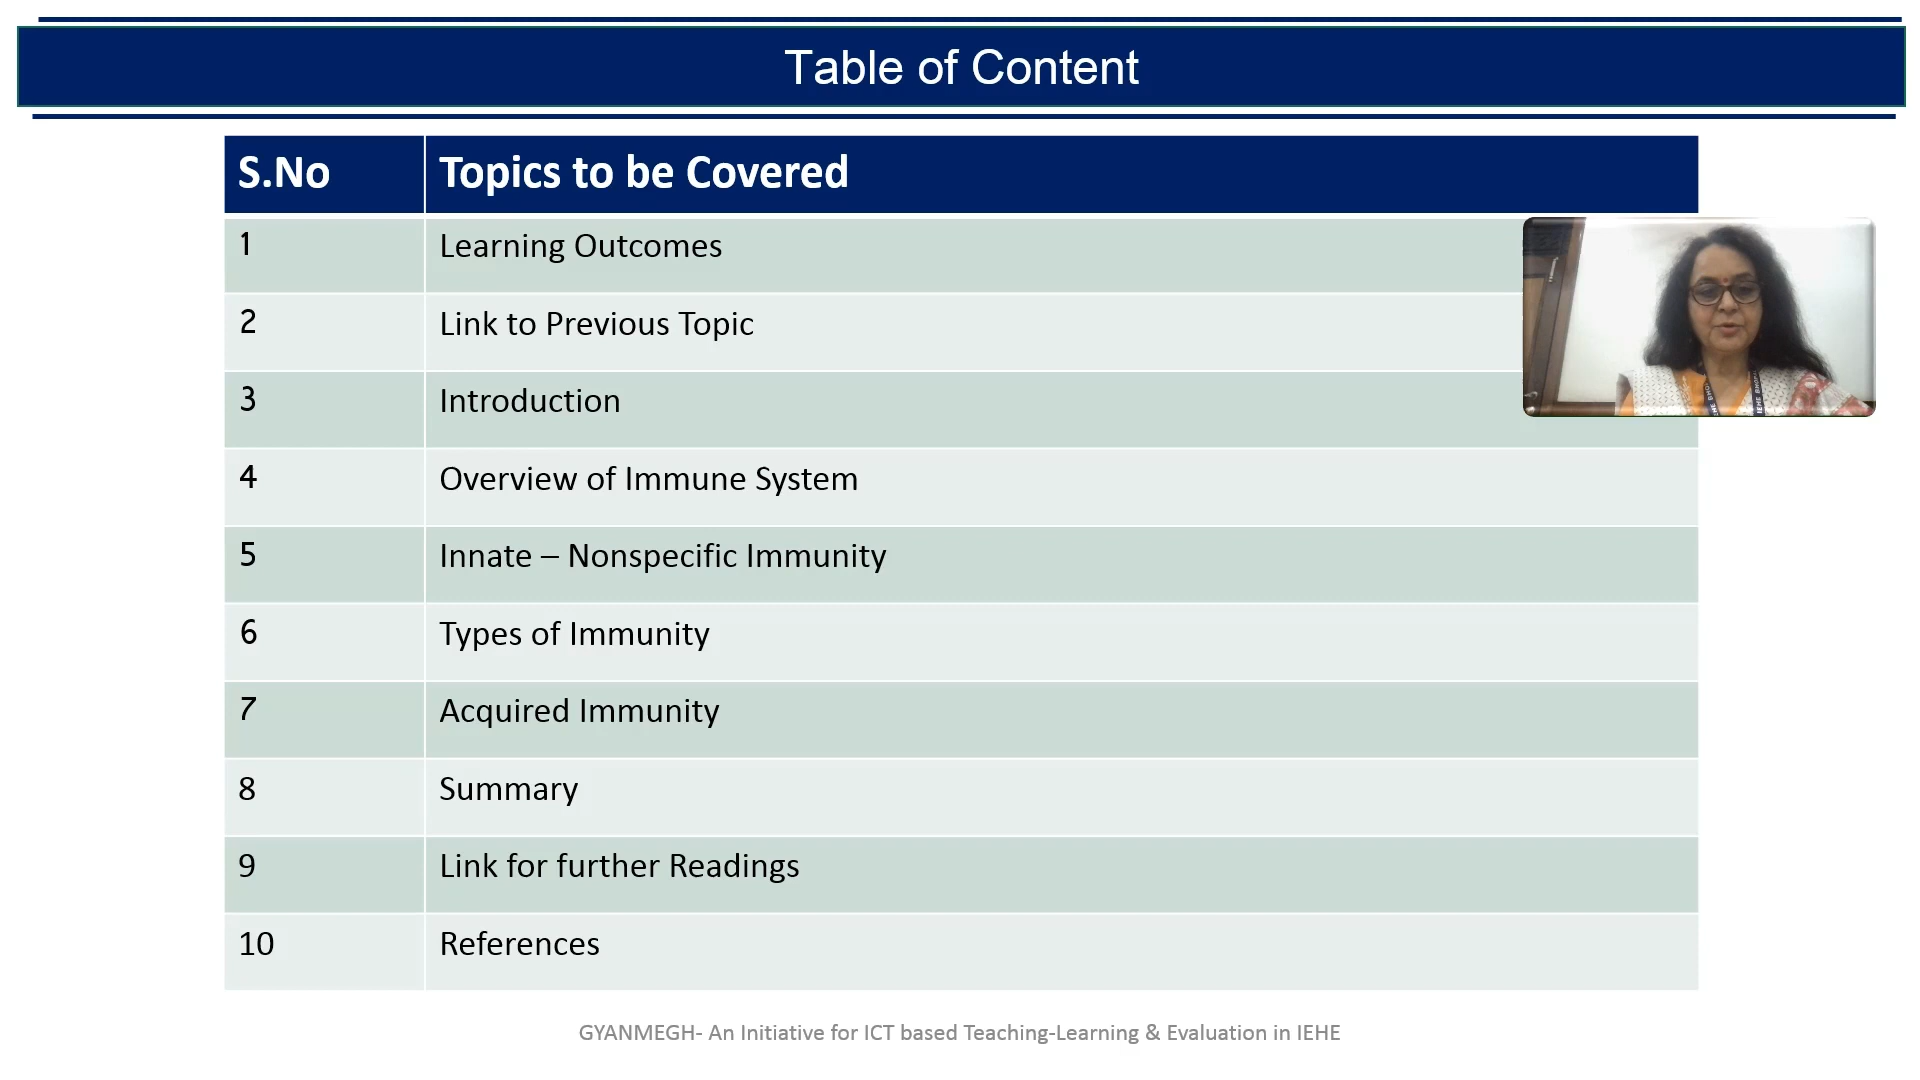 Table of Content
S.No Topics to be Covered
1 Learning Outcomes
2 Link to Previous Topic
3 Introduction
4 Overview of Immune System
5 Innate – Nonspecific Immunity
6 Types of Immunity
7 Acquired Immunity
8 Summary
9 Link for further Readings
10 References
GYANMEGH- An Initiative for ICT based Teaching-Learning & Evaluation in IEHE